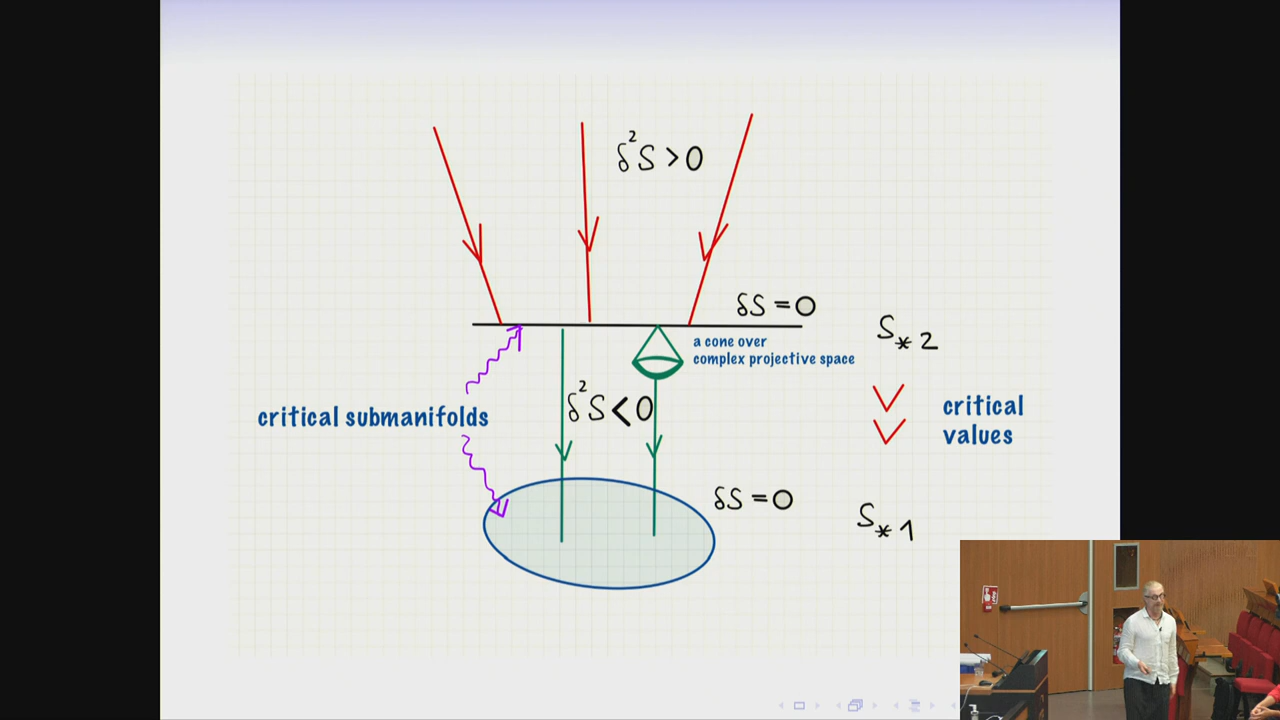 δ²S > 0
δS = 0
S*2
a cone over
complex projective space
δ²S < 0
critical submanifolds
critical
values
δS = 0
S*1